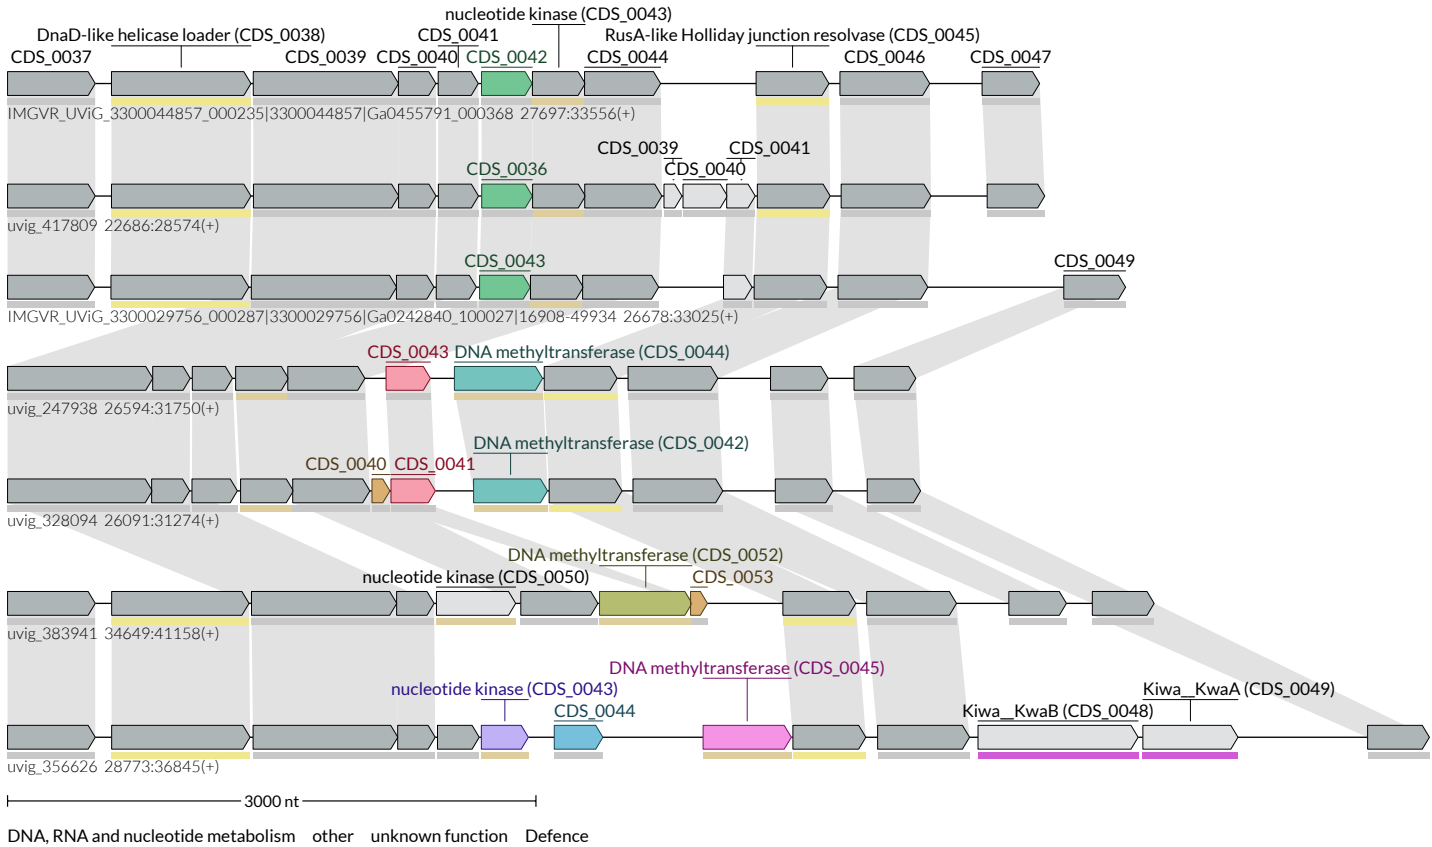 nucleotide kinase (CDS_0043)
DnaD-like helicase loader (CDS_0038) CDS_0041 RusA-like Holliday junction resolvase (CDS_0045)
CDS_0037 CDS_0039 CDS_0040 CDS_0042 CDS_0044 CDS_0046 CDS_0047
IMGVR_UViG_3300044857_000235|3300044857|Ga0455791_000368 27697:33556(+)
CDS_0039 CDS_0041
CDS_0036 CDS_0040
uvig_417809 22686:28574(+)
CDS_0043 CDS_0049
IMGVR_UViG_3300029756_000287|3300029756|Ga0242840_100027|16908-49934 26678:33025(+)
CDS_0043 DNA methyltransferase (CDS_0044)
uvig_247938 26594:31750(+)
DNA methyltransferase (CDS_0042)
CDS_0040 CDS_0041
uvig_328094 26091:31274(+)
DNA methyltransferase (CDS_0052)
nucleotide kinase (CDS_0050) CDS_0053
uvig_383941 34649:41158(+)
DNA methyltransferase (CDS_0045)
nucleotide kinase (CDS_0043) Kiwa__KwaA (CDS_0049)
CDS_0044 Kiwa__KwaB (CDS_0048)
uvig_356626 28773:36845(+)
3000 nt
DNA, RNA and nucleotide metabolism other unknown function Defence